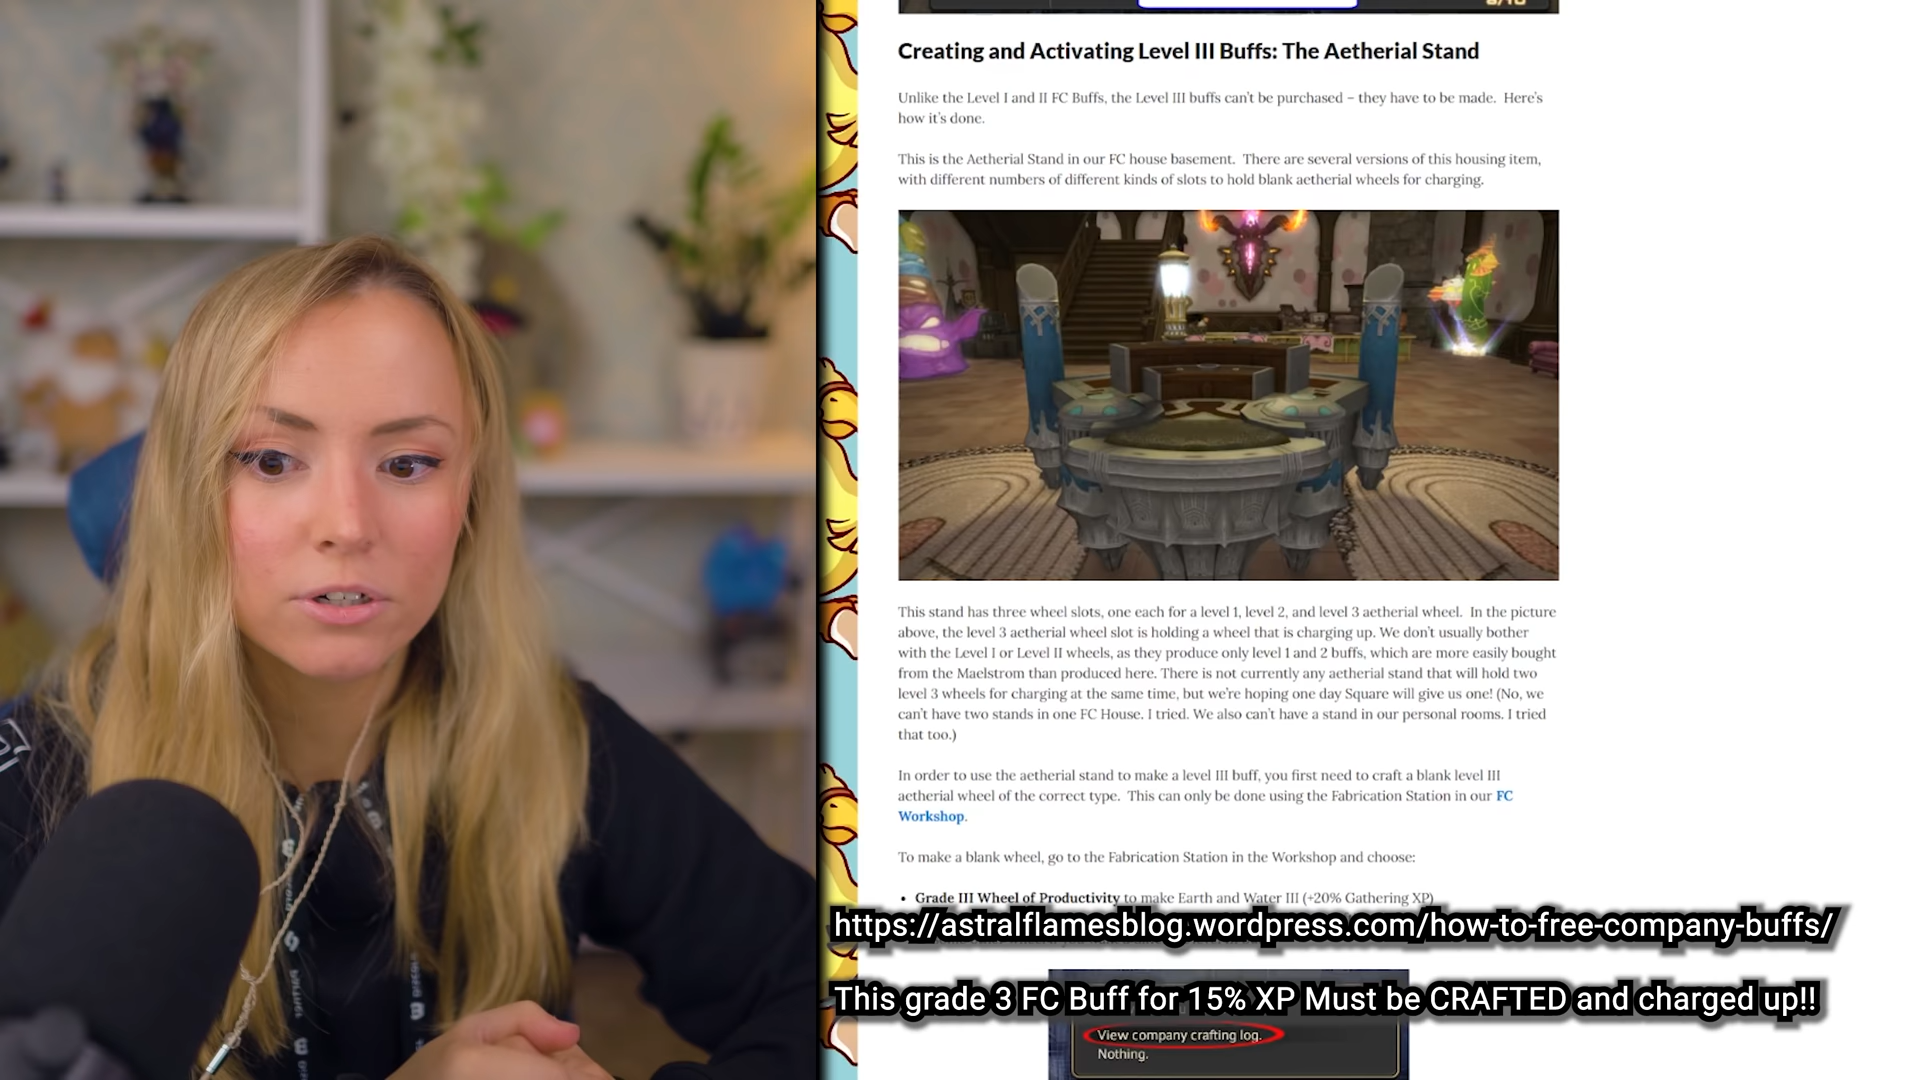 Creating and Activating Level III Buffs: The Aetherial Stand
Unlike the Level I and II FC Buffs, the Level III buffs can't be purchased – they have to be made.  Here's
how it's done.
This is the Aetherial Stand in our FC house basement.  There are several versions of this housing item,
with different numbers of different kinds of slots to hold blank aetherial wheels for charging.
This stand has three wheel slots, one each for a level 1, level 2, and level 3 aetherial wheel.  In the picture
above, the level 3 aetherial wheel slot is holding a wheel that is charging up. We don't usually bother
with the Level I or Level II wheels, as they produce only level 1 and 2 buffs, which are more easily bought
from the Maelstrom than produced here. There is not currently any aetherial stand that will hold two
level 3 wheels for charging at the same time, but we're hoping one day Square will give us one! (No, we
can't have two stands in one FC House. I tried. We also can't have a stand in our personal rooms. I tried
that too.)
In order to use the aetherial stand to make a level III buff, you first need to craft a blank level III
aetherial wheel of the correct type.  This can only be done using the Fabrication Station in our FC
Workshop.
To make a blank wheel, go to the Fabrication Station in the Workshop and choose:
• Grade III Wheel of Productivity to make Earth and Water III (+20% Gathering XP)
https://astralflamesblog.wordpress.com/how-to-free-company-buffs/
This grade 3 FC Buff for 15% XP Must be CRAFTED and charged up!!
View company crafting log.
Nothing.